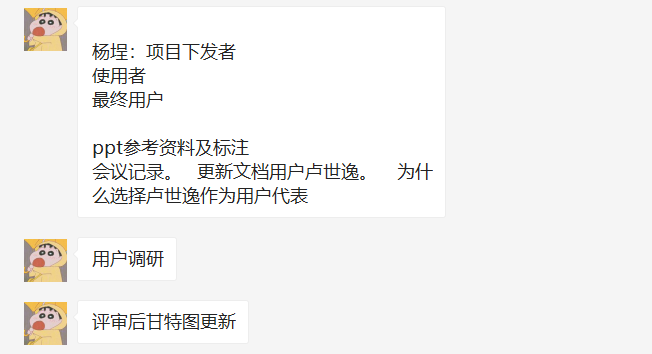 杨埕：项目下发者
使用者
最终用户
ppt参考资料及标注
会议记录。 更新文档用户卢世逸。 为什
么选择卢世逸作为用户代表
用户调研
评审后甘特图更新